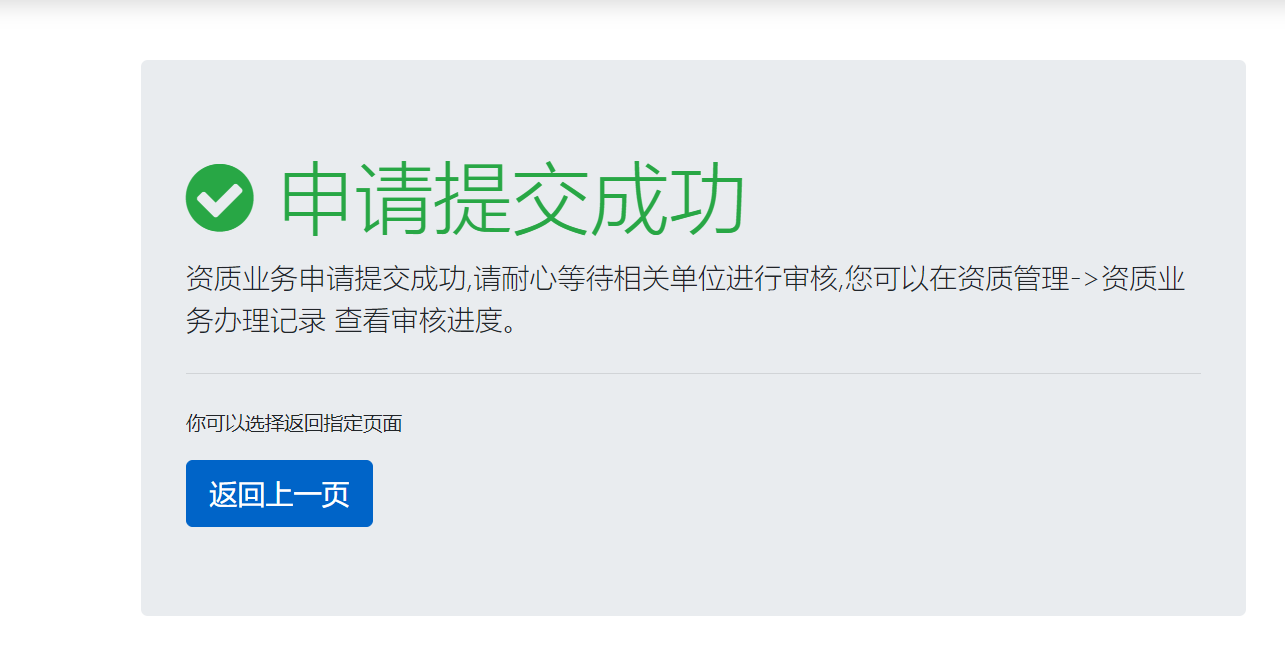 申请提交成功
资质业务申请提交成功,请耐心等待相关单位进行审核,您可以在资质管理->资质业
务办理记录 查看审核进度。
你可以选择返回指定页面
返回上一页